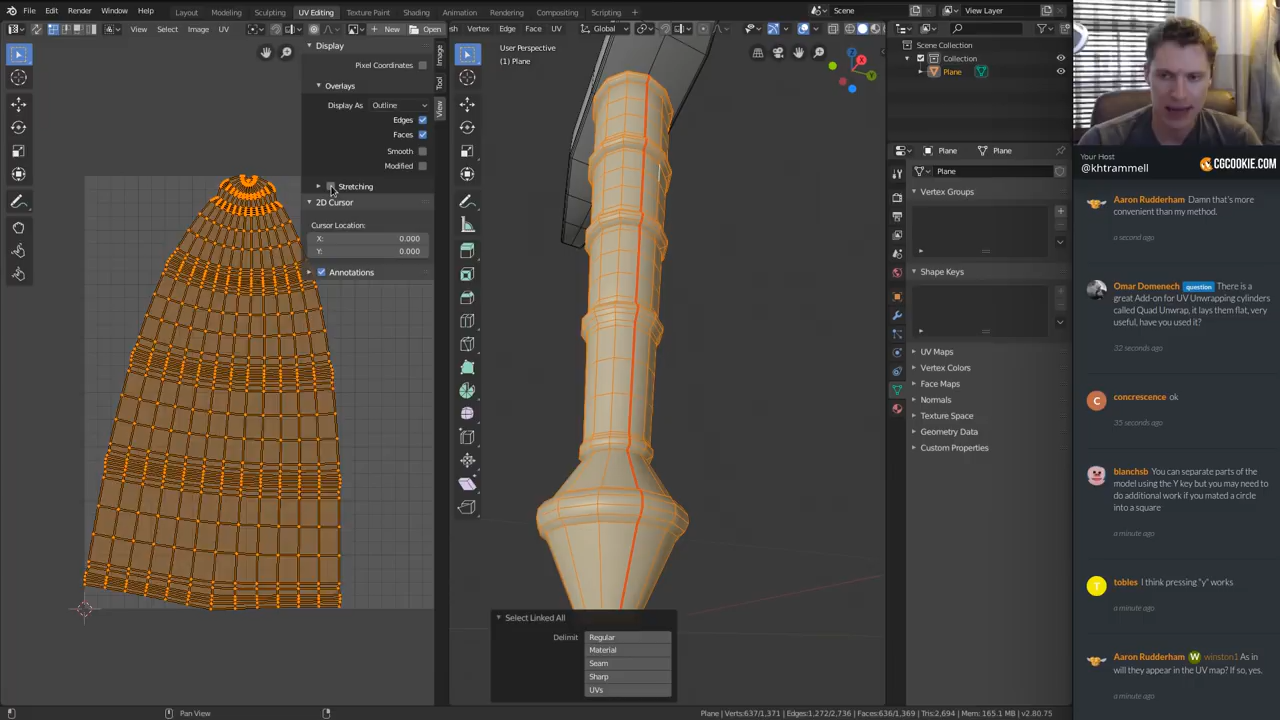 File Edit Render Window Help
Layout Modeling Sculpting UV Editing Texture Paint Shading Animation Rendering Compositing Scripting +
Scene
View Layer
View Select Image UV
New Open
Vertex Edge Face UV
Global
Display
Pixel Coordinates
Overlays
Display As Outline
Edges
Faces
Smooth
Modified
Stretching
2D Cursor
Cursor Location:
X: 0.000
Y: 0.000
Annotations
Image
Tool
View
User Perspective
(1) Plane
Select Linked All
Delimit Regular
Material
Seam
Sharp
UVs
Scene Collection
Collection
Plane
Plane Plane
Plane
Vertex Groups
Shape Keys
UV Maps
Vertex Colors
Face Maps
Normals
Texture Space
Geometry Data
Custom Properties
Pan View
Plane | Verts:637/1,371 | Edges:1,272/2,736 | Faces:636/1,369 | Tris:2,694 | Mem: 165.1 MB | v2.80.75
Your Host
@khtrammell
CGCOOKIE.COM
Aaron Rudderham Damn that's more
convenient than my method.
a second ago
Omar Domenech question There is a
great Add-on for UV Unwrapping cylinders
called Quad Unwrap, it lays them flat, very
useful, have you used it?
32 seconds ago
C
concrescence ok
35 seconds ago
blanchsb You can separate parts of the
model using the Y key but you may need to
do additional work if you mated a circle
into a square
a minute ago
T
tobles I think pressing "y" works
a minute ago
Aaron Rudderham W winston1 As in
will they appear in the UV map? If so, yes.
a minute ago